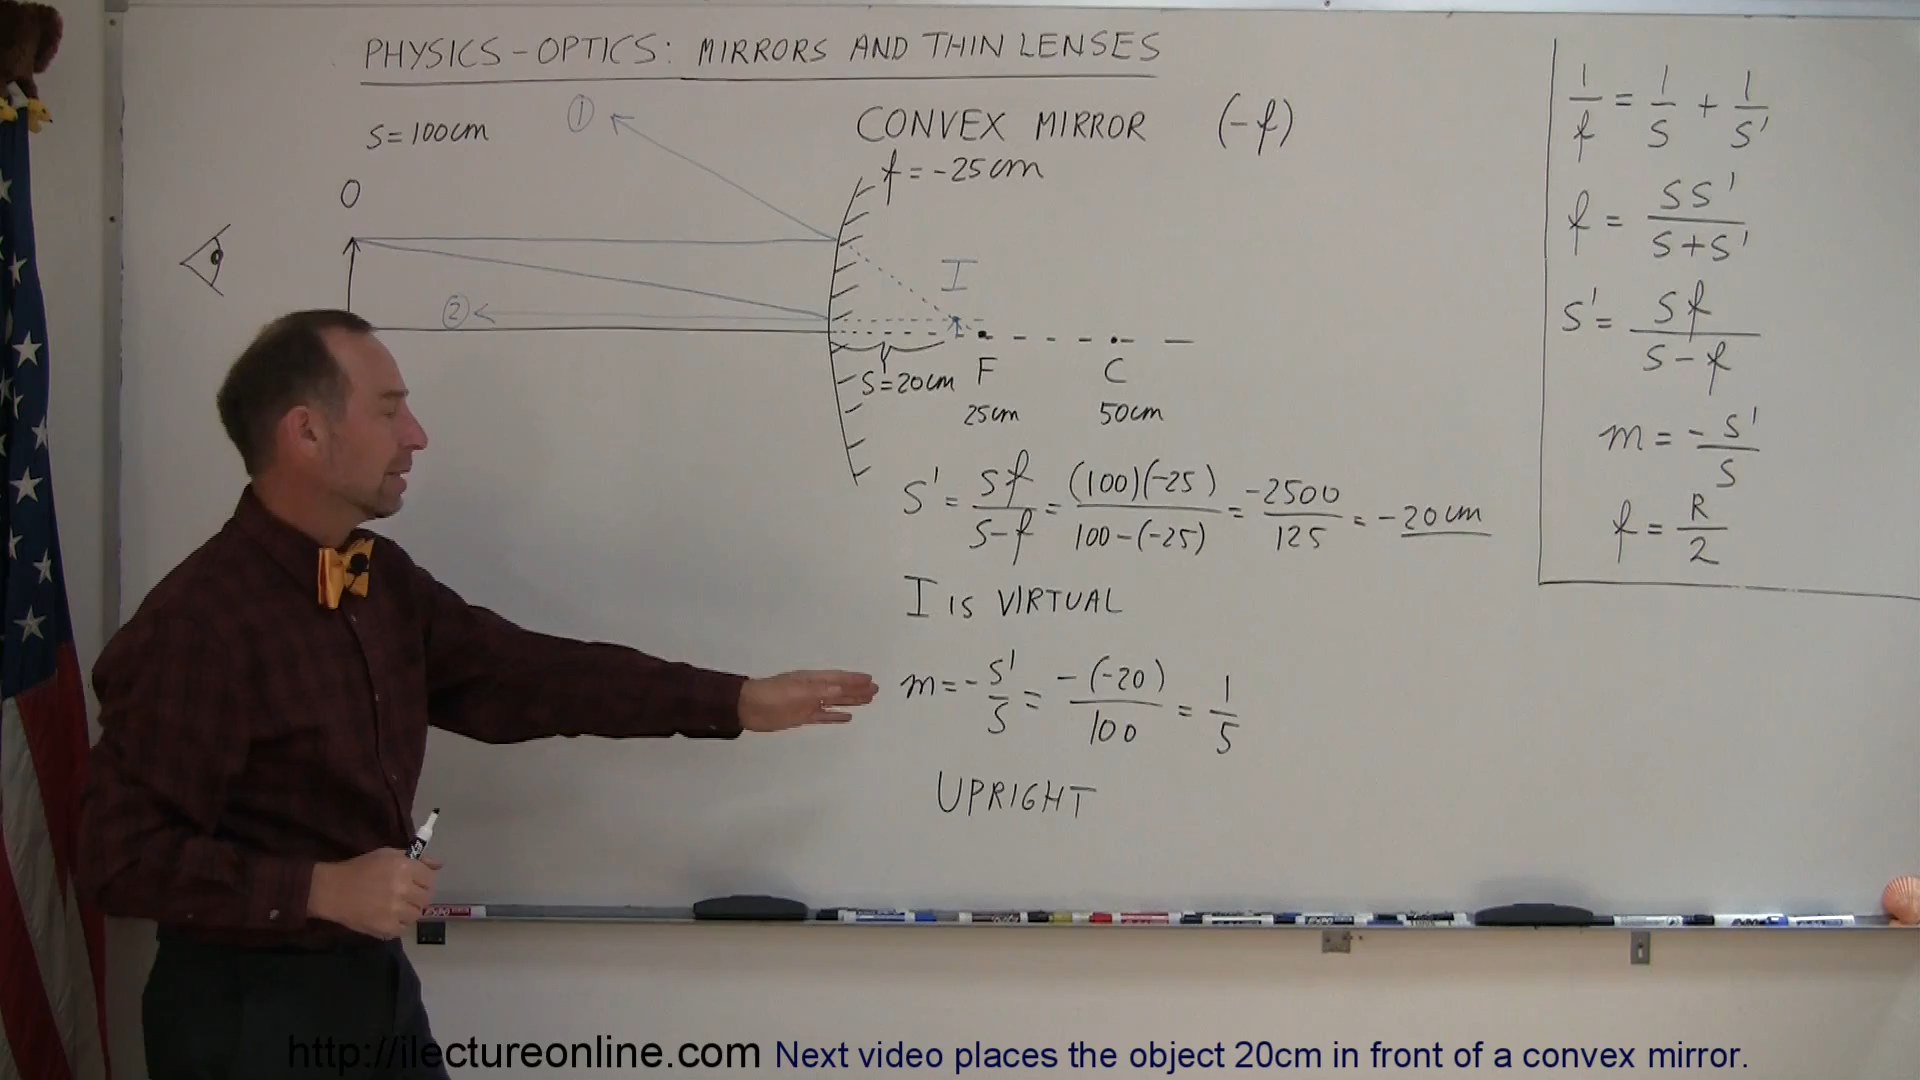 PHYSICS-OPTICS: MIRRORS AND THIN LENSES
S=100cm
①
CONVEX MIRROR (-f)
f=-25cm
O
I
②
F
C
S=20cm
25cm
50cm
S' = Sf/S-f = (100)(-25)/100-(-25) = -2500/125 = -20cm
I IS VIRTUAL
m=-S'/S = -(-20)/100 = 1/5
UPRIGHT
1/f = 1/S + 1/S'
f = SS'/S+S'
S' = Sf/S-f
m = -S'/S
f = R/2
http://ilectureonline.com Next video places the object 20cm in front of a convex mirror.